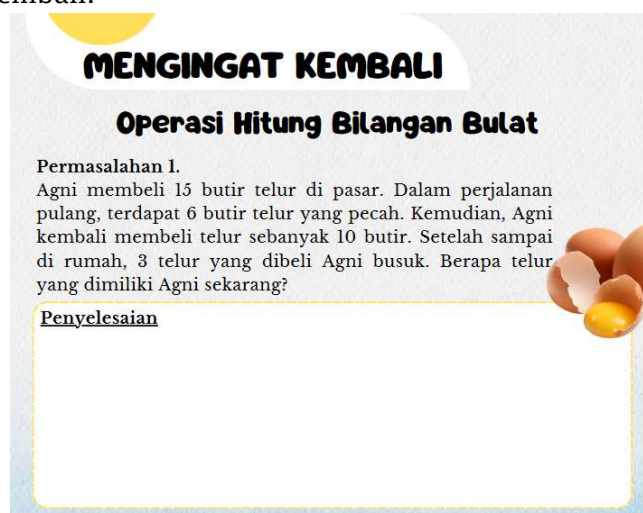 MENGINGAT KEMBALI
Operasi Hitung Bilangan Bulat
Permasalahan 1.
Agni membeli 15 butir telur di pasar. Dalam perjalanan
pulang, terdapat 6 butir telur yang pecah. Kemudian, Agni
kembali membeli telur sebanyak 10 butir. Setelah sampai
di rumah, 3 telur yang dibeli Agni busuk. Berapa telur
yang dimiliki Agni sekarang?
Penyelesaian